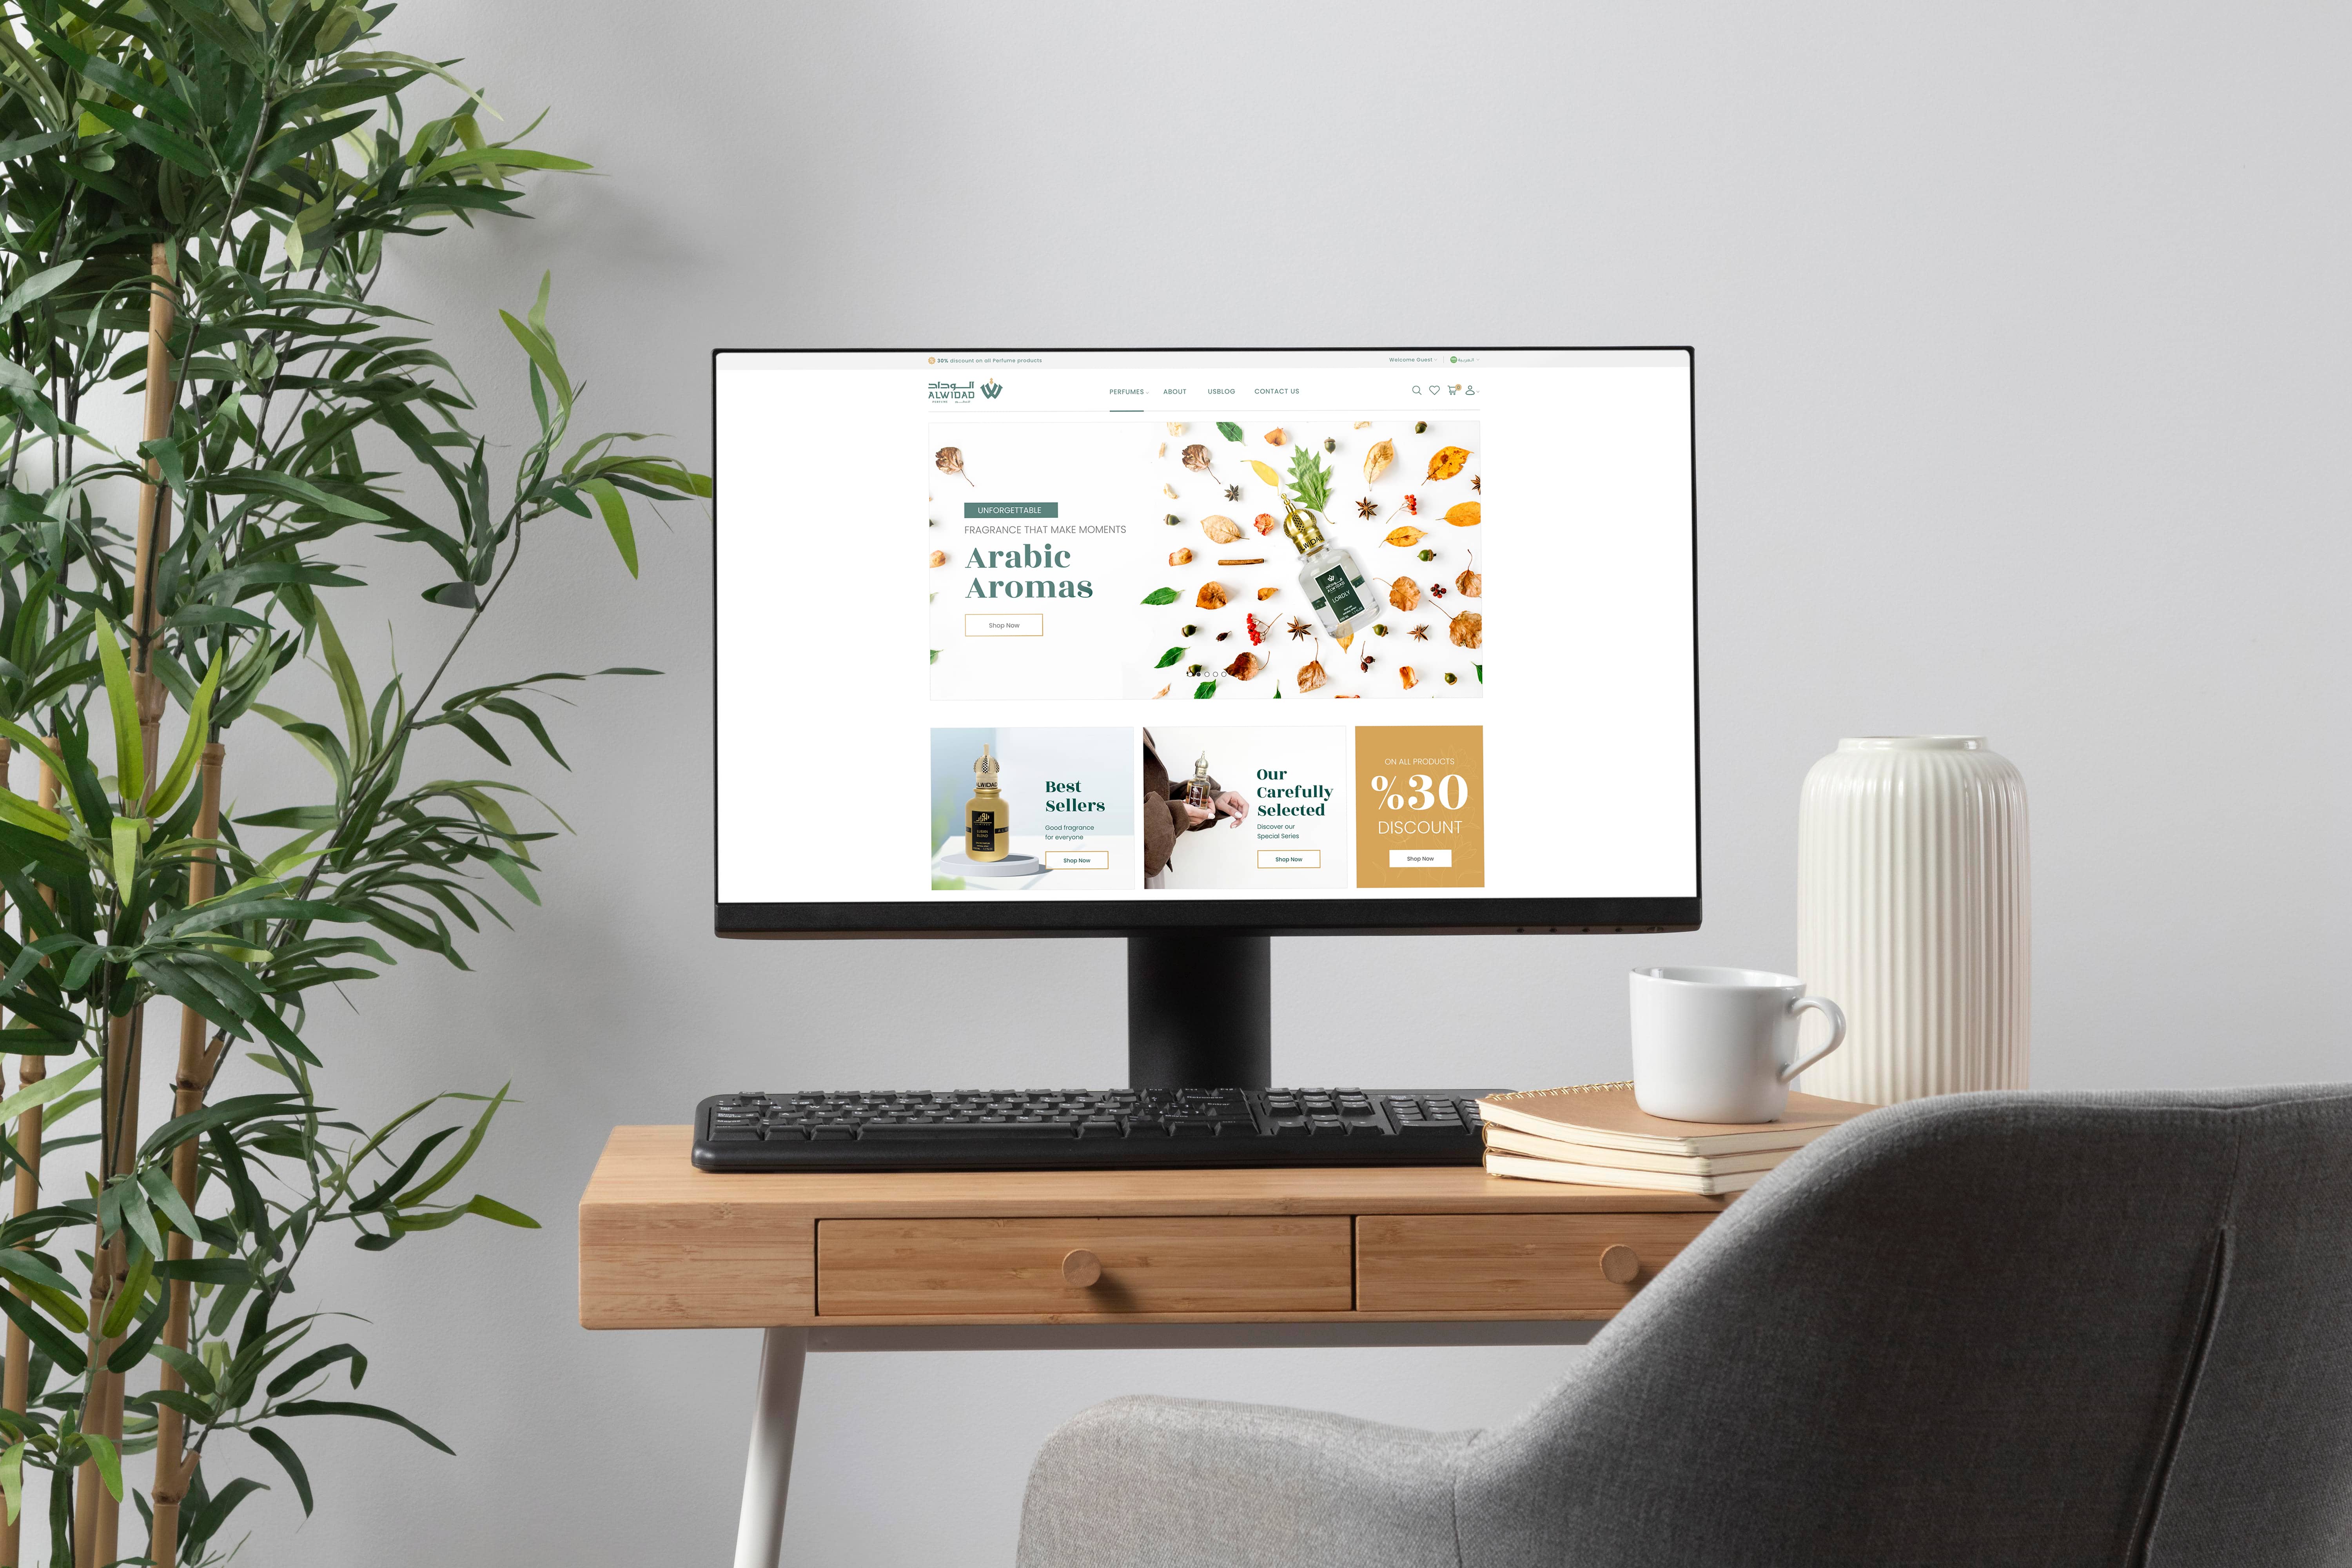 30% discount on all Perfume products
Welcome Guest
العربية
الوداد
ALWIDAD
PERFUMES
ABOUT
USBLOG
CONTACT US
UNFORGETTABLE
FRAGRANCE THAT MAKE MOMENTS
Arabic
Aromas
Shop Now
ALWIDAD
LORDLY
Best
Sellers
Good fragrance
for everyone
Shop Now
Our
Carefully
Selected
Discover our
Special Series
Shop Now
ON ALL PRODUCTS
%30
DISCOUNT
Shop Now